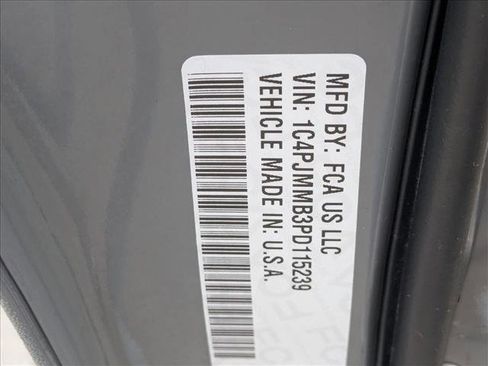 MFD BY: FCA US LLC
VIN: 1C4PJMMB3PD115239
VEHICLE MADE IN: U.S.A.